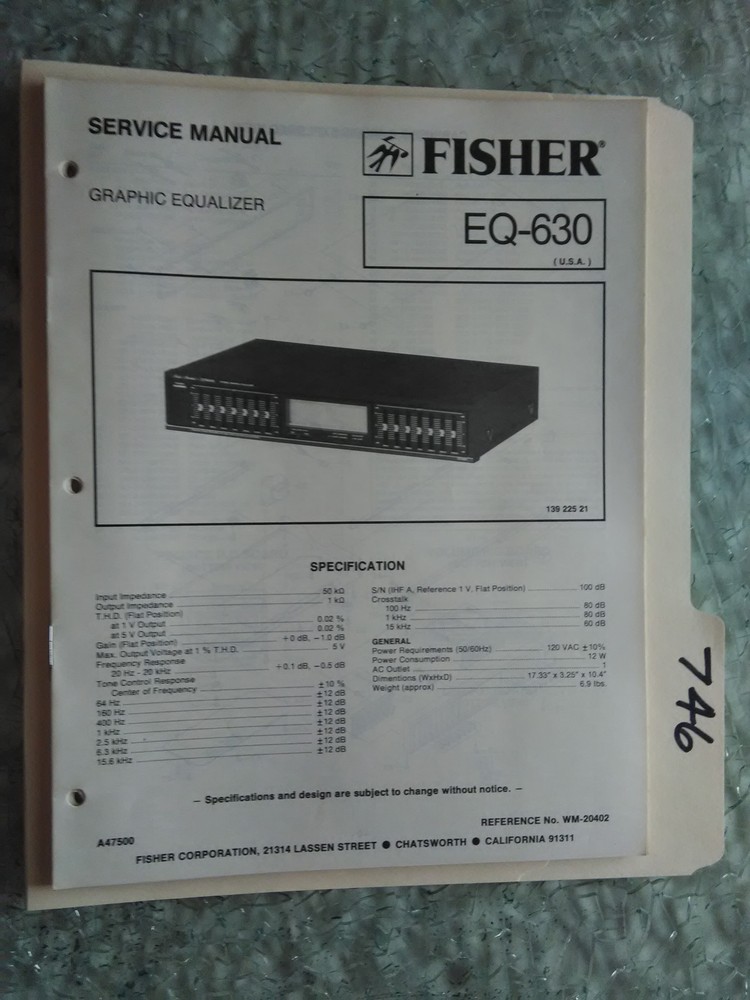 SERVICE MANUAL
FISHER®
GRAPHIC EQUALIZER
EQ-630
( U.S.A. )
139 225 21
SPECIFICATION
Input Impedance 50 kΩ
Output Impedance 1 kΩ
T.H.D. (Flat Position)
at 1 V Output 0.02 %
at 5 V Output 0.02 %
Gain (Flat Position) +0 dB, −1.0 dB
Max. Output Voltage at 1 % T.H.D. 5 V
Frequency Response
20 Hz - 20 kHz +0.1 dB, −0.5 dB
Tone Control Response
Center of Frequency ±10 %
64 Hz ±12 dB
160 Hz ±12 dB
400 Hz ±12 dB
1 kHz ±12 dB
2.5 kHz ±12 dB
6.3 kHz ±12 dB
15.6 kHz ±12 dB
S/N (IHF A, Reference 1 V, Flat Position) 100 dB
Crosstalk
100 Hz 80 dB
1 kHz 80 dB
15 kHz 60 dB
GENERAL
Power Requirements (50/60Hz) 120 VAC ±10%
Power Consumption 12 W
AC Outlet 1
Dimentions (WxHxD) 17.33" x 3.25" x 10.4"
Weight (approx) 6.9 lbs.
746
– Specifications and design are subject to change without notice. –
REFERENCE No. WM-20402
A47500
FISHER CORPORATION, 21314 LASSEN STREET ● CHATSWORTH ● CALIFORNIA 91311